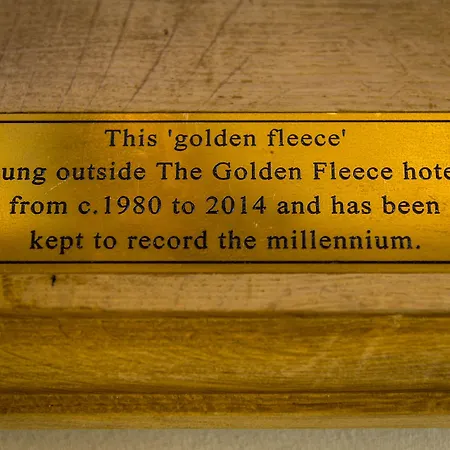 This 'golden fleece'
ung outside The Golden Fleece hote
from c.1980 to 2014 and has been
kept to record the millennium.